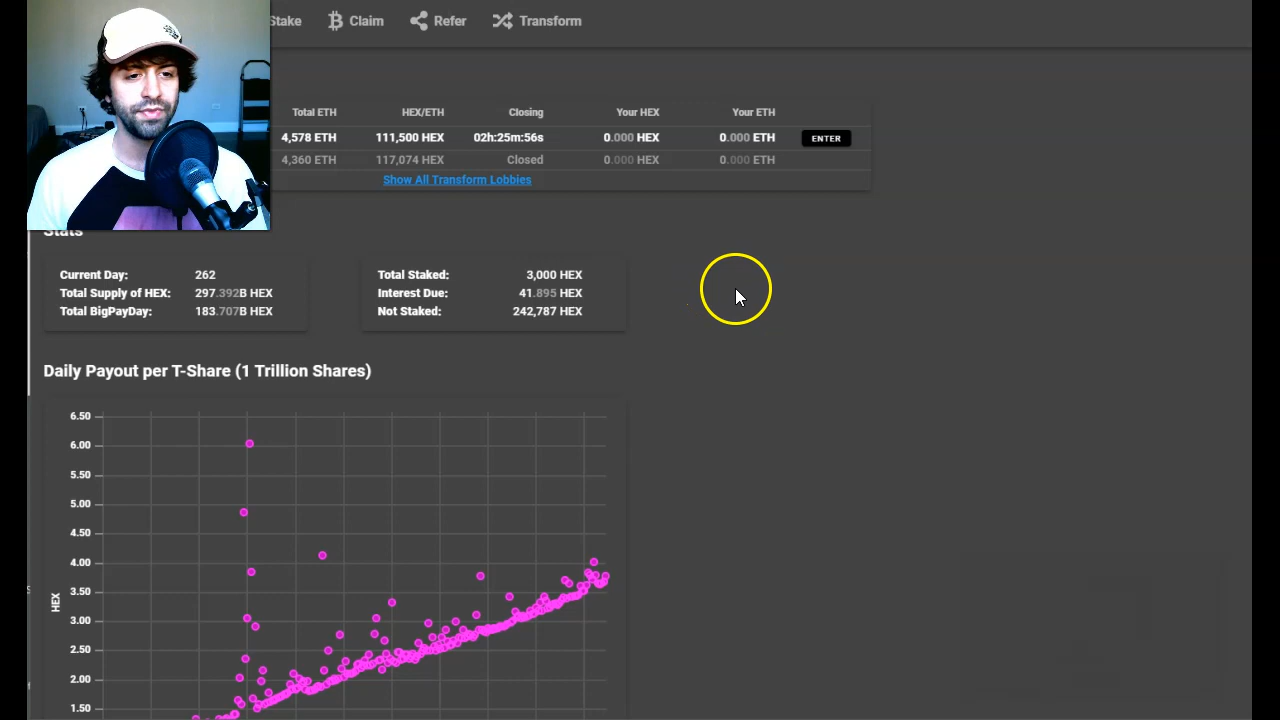 Stake Claim Refer Transform
Total ETH HEX/ETH Closing Your HEX Your ETH
4,578 ETH 111,500 HEX 02h:25m:56s 0.000 HEX 0.000 ETH ENTER
4,360 ETH 117,074 HEX Closed 0.000 HEX 0.000 ETH
Show All Transform Lobbies
Stats
Current Day: 262 Total Staked: 3,000 HEX
Total Supply of HEX: 297.392B HEX Interest Due: 41.895 HEX
Total BigPayDay: 183.707B HEX Not Staked: 242,787 HEX
Daily Payout per T-Share (1 Trillion Shares)
6.50
6.00
5.50
5.00
4.50
4.00
3.50
HEX
3.00
2.50
2.00
1.50